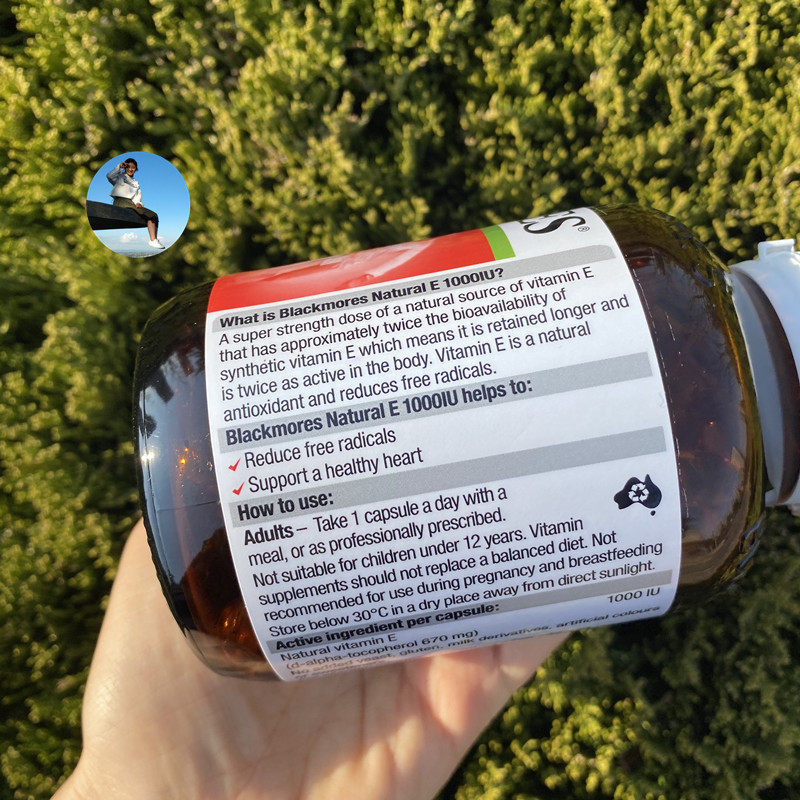 ES®
What is Blackmores Natural E 1000IU?
A super strength dose of a natural source of vitamin E
that has approximately twice the bioavailability of
synthetic vitamin E which means it is retained longer and
is twice as active in the body. Vitamin E is a natural
antioxidant and reduces free radicals.
Blackmores Natural E 1000IU helps to:
Reduce free radicals
Support a healthy heart
How to use:
Adults – Take 1 capsule a day with a
meal, or as professionally prescribed.
Not suitable for children under 12 years. Vitamin
supplements should not replace a balanced diet. Not
recommended for use during pregnancy and breastfeeding
Store below 30°C in a dry place away from direct sunlight.
Active ingredient per capsule:
Natural vitamin E 1000 IU
(d-alpha-tocopherol 670 mg)
No added yeast, gluten, milk derivatives, artificial colours